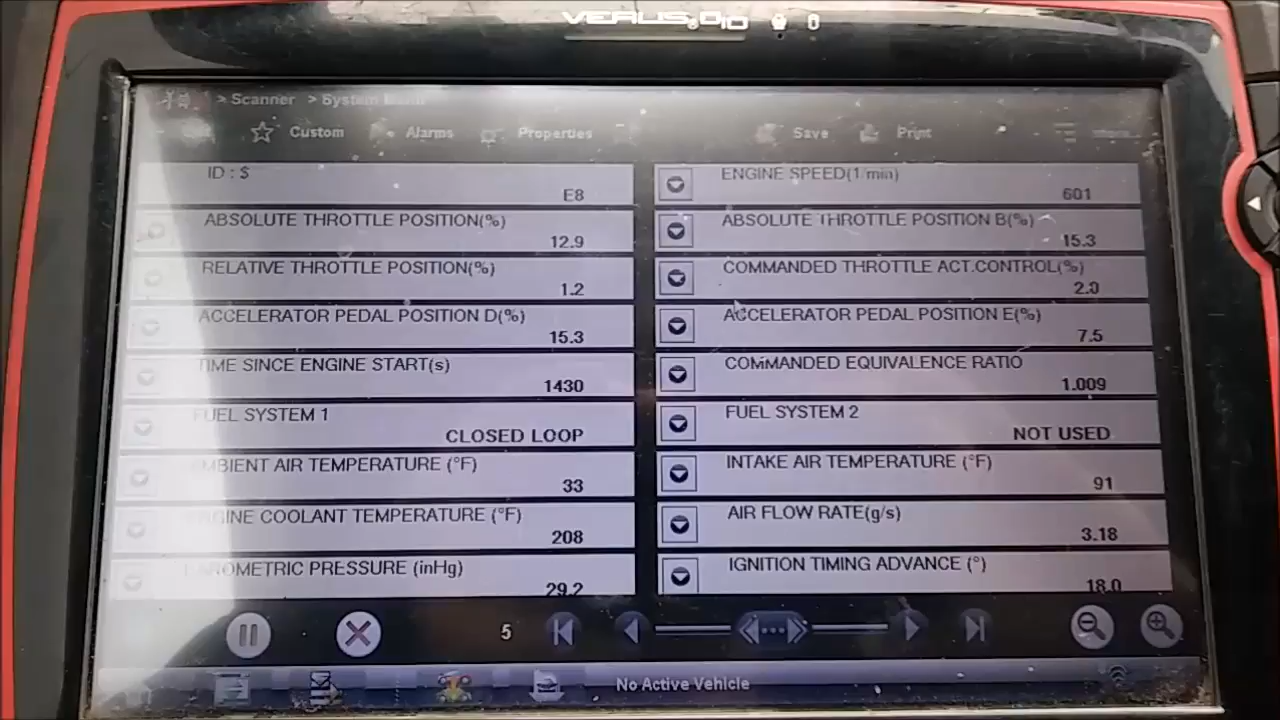 VERUS PRO
> Scanner > System
Custom Alarms Properties Save Print
ID : $ E8
ENGINE SPEED(1/min) 601
ABSOLUTE THROTTLE POSITION(%) 12.9
ABSOLUTE THROTTLE POSITION B(%) 15.3
RELATIVE THROTTLE POSITION(%) 1.2
COMMANDED THROTTLE ACT.CONTROL(%) 2.0
ACCELERATOR PEDAL POSITION D(%) 15.3
ACCELERATOR PEDAL POSITION E(%) 7.5
TIME SINCE ENGINE START(s) 1430
COMMANDED EQUIVALENCE RATIO 1.009
FUEL SYSTEM 1 CLOSED LOOP
FUEL SYSTEM 2 NOT USED
AMBIENT AIR TEMPERATURE (°F) 33
INTAKE AIR TEMPERATURE (°F) 91
ENGINE COOLANT TEMPERATURE (°F) 208
AIR FLOW RATE(g/s) 3.18
BAROMETRIC PRESSURE (inHg) 29.2
IGNITION TIMING ADVANCE (°) 18.0
5
No Active Vehicle